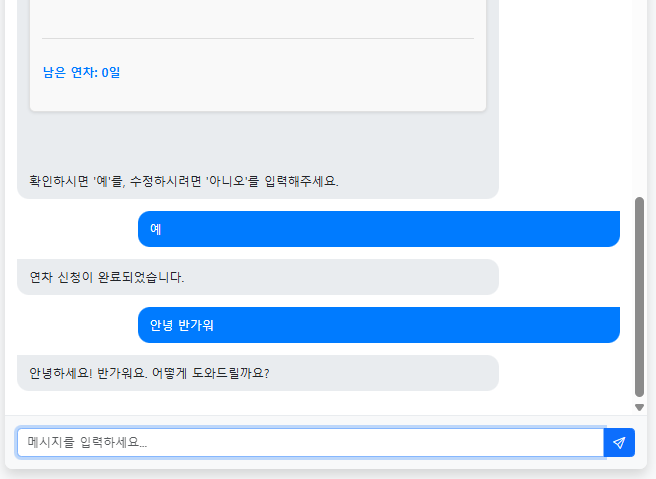 남은 연차: 0일
확인하시면 '예'를, 수정하시려면 '아니오'를 입력해주세요.
예
연차 신청이 완료되었습니다.
안녕 반가워
안녕하세요! 반가워요. 어떻게 도와드릴까요?
메시지를 입력하세요...